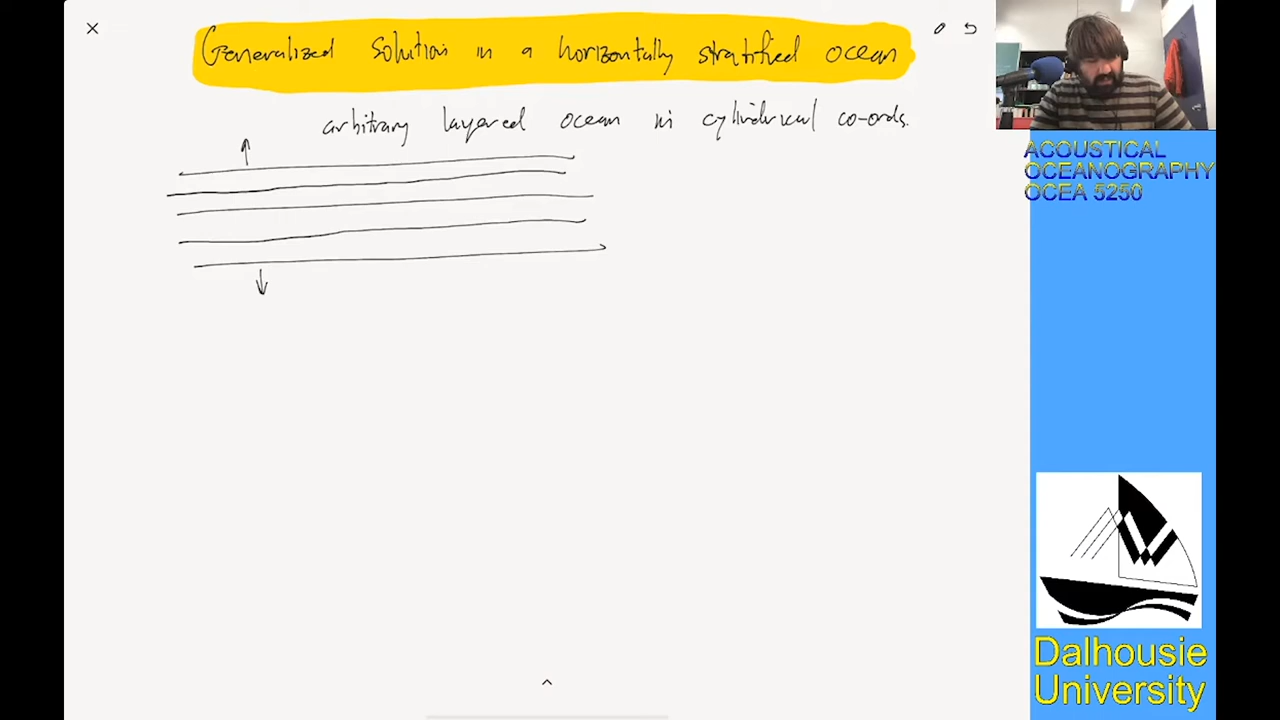 Generalized Solution in a horizontally stratified ocean
arbitrary layered ocean in cylindrical co-ords.
ACOUSTICAL
OCEANOGRAPHY
OCEA 5250
Dalhousie
University